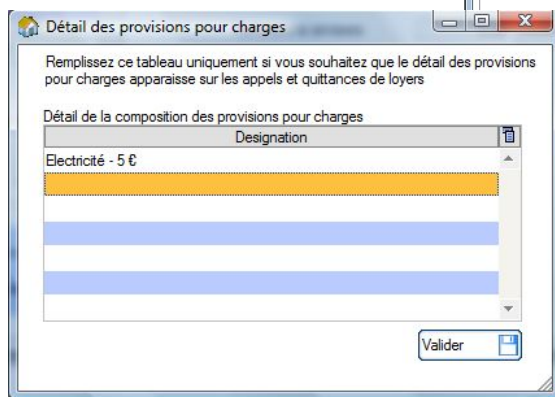 Détail des provisions pour charges
Remplissez ce tableau uniquement si vous souhaitez que le détail des provisions
pour charges apparaisse sur les appels et quittances de loyers
Détail de la composition des provisions pour charges
Designation
Electricité - 5 €
Valider